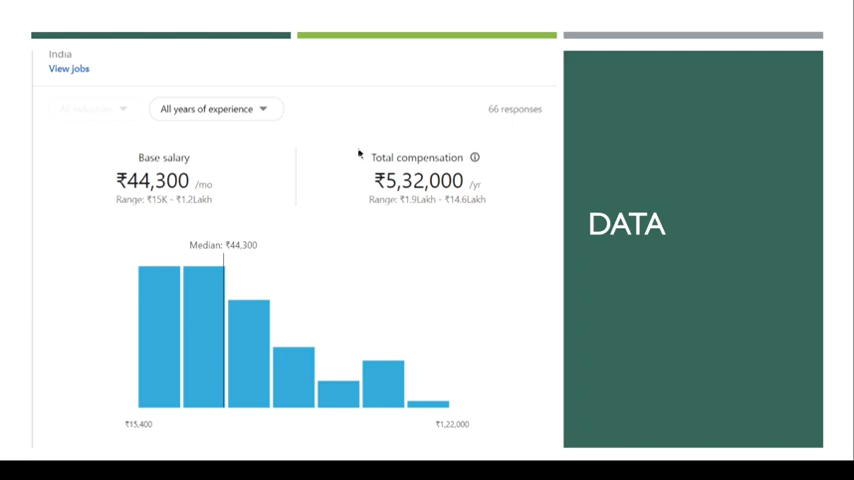 India
View jobs
All industries
All years of experience
66 responses
Base salary
₹44,300 /mo
Range: ₹15K - ₹1.2Lakh
Total compensation
₹5,32,000 /yr
Range: ₹1.9Lakh - ₹14.6Lakh
Median: ₹44,300
₹15,400
₹1,22,000
DATA